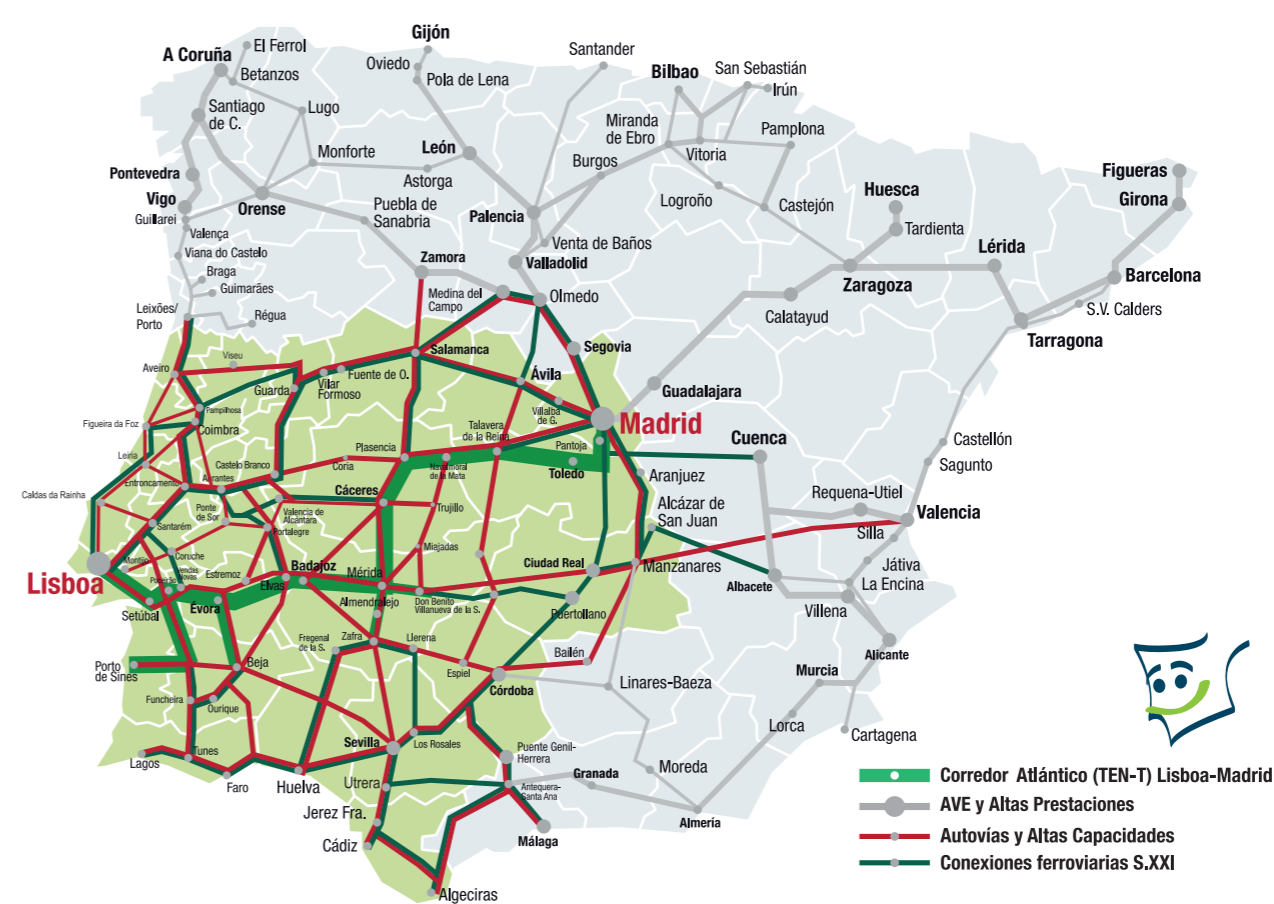 Gijón
Santander
El Ferrol
A Coruña
Oviedo
Bilbao
San Sebastián
Betanzos
Pola de Lena
Irún
Santiago
de C.
Lugo
Miranda
de Ebro
Pamplona
León
Monforte
Vitoria
Burgos
Pontevedra
Astorga
Figueras
Huesca
Vigo
Orense
Puebla de
Sanabria
Palencia
Logroño
Castejón
Girona
Guillarei
Tardienta
Valença
Venta de Baños
Lérida
Viana do Castelo
Zamora
Valladolid
Braga
Barcelona
Guimarães
Medina del
Campo
Olmedo
Zaragoza
Leixões/
Porto
Régua
Calatayud
S.V. Calders
Tarragona
Salamanca
Segovia
Viseu
Aveiro
Fuente de O.
Ávila
Guarda
Vilar
Formoso
Guadalajara
Pampilhosa
Villalba
de G.
Figueira da Foz
Coimbra
Talavera
de la Reina
Madrid
Cuenca
Leiria
Plasencia
Pantoja
Castellón
Castelo Branco
Coria
Navalmoral
de la Mata
Toledo
Sagunto
Entroncamento
Abrantes
Aranjuez
Caldas da Rainha
Cáceres
Requena-Utiel
Ponte
de Sor
Valencia de
Alcántara
Trujillo
Alcázar de
San Juan
Valencia
Santarém
Portalegre
Silla
Miajadas
Coruche
Montijo
Vendas
Novas
Badajoz
Ciudad Real
Manzanares
Játiva
Lisboa
Poceirão
Estremoz
Elvas
Mérida
La Encina
Albacete
Évora
Almendralejo
Don Benito
Villanueva de la S.
Villena
Setúbal
Puertollano
Fregenal
de la S.
Zafra
Llerena
Bailén
Alicante
Porto
de Sines
Beja
Espiel
Murcia
Córdoba
Linares-Baeza
Funcheira
Ourique
Lorca
Cartagena
Sevilla
Los Rosales
Tunes
Puente Genil-
Herrera
Lagos
Moreda
Faro
Huelva
Utrera
Granada
Antequera-
Santa Ana
Jerez Fra.
Almería
Cádiz
Málaga
Algeciras
Corredor Atlántico (TEN-T) Lisboa-Madrid
AVE y Altas Prestaciones
Autovías y Altas Capacidades
Conexiones ferroviarias S.XXI